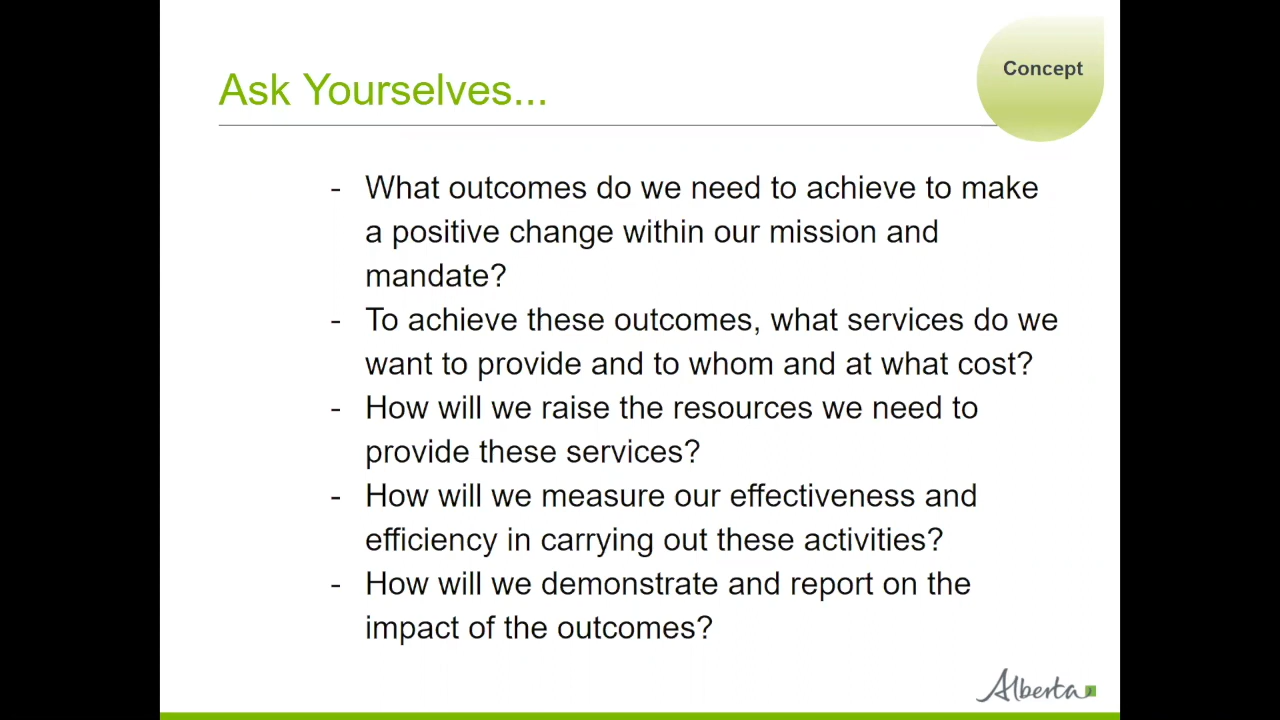 Concept
Ask Yourselves...
- What outcomes do we need to achieve to make
a positive change within our mission and
mandate?
- To achieve these outcomes, what services do we
want to provide and to whom and at what cost?
- How will we raise the resources we need to
provide these services?
- How will we measure our effectiveness and
efficiency in carrying out these activities?
- How will we demonstrate and report on the
impact of the outcomes?
Alberta